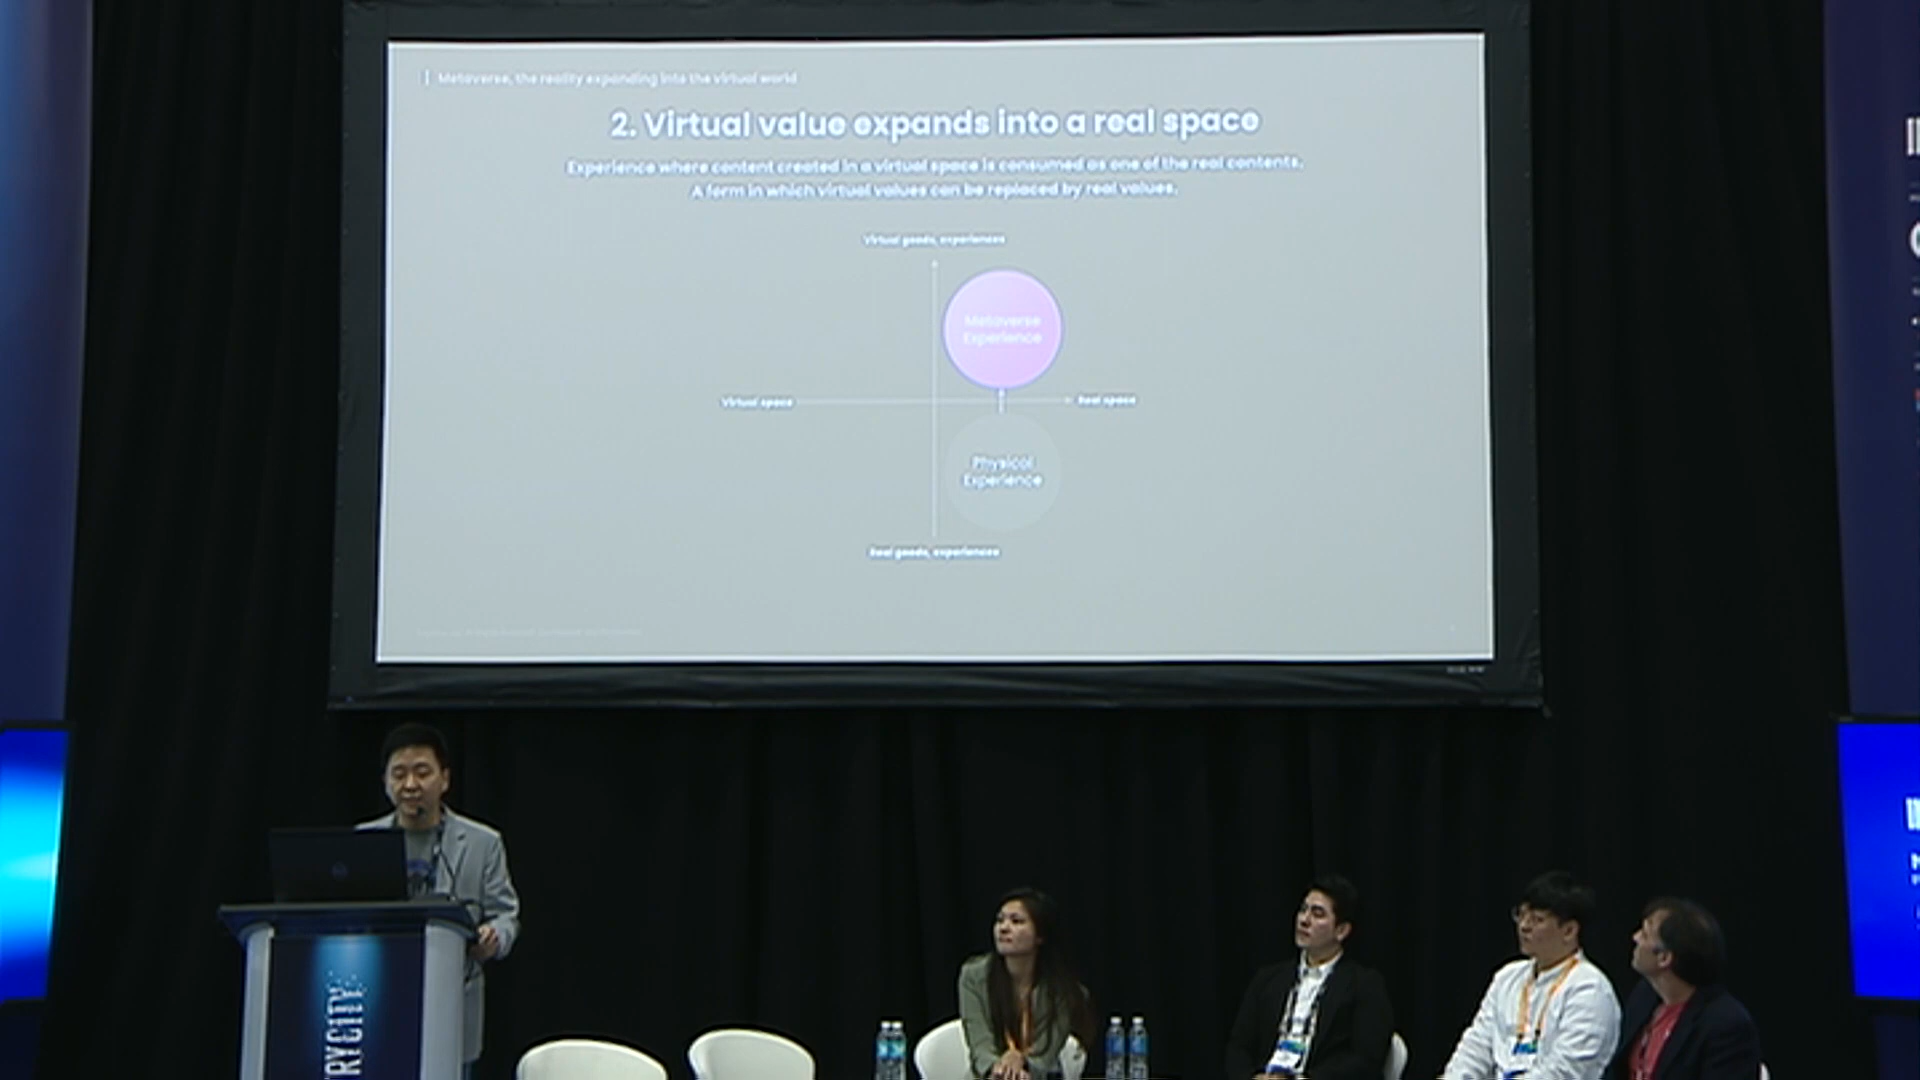 Metaverse, the reality expanding into the virtual world
2. Virtual value expands into a real space
Experience where content created in a virtual space is consumed as one of the real contents.
A form in which virtual values can be replaced by real values.
Virtual goods, experiences
Metaverse
Experience
Virtual space
Real space
Physical
Experience
Real goods, experiences